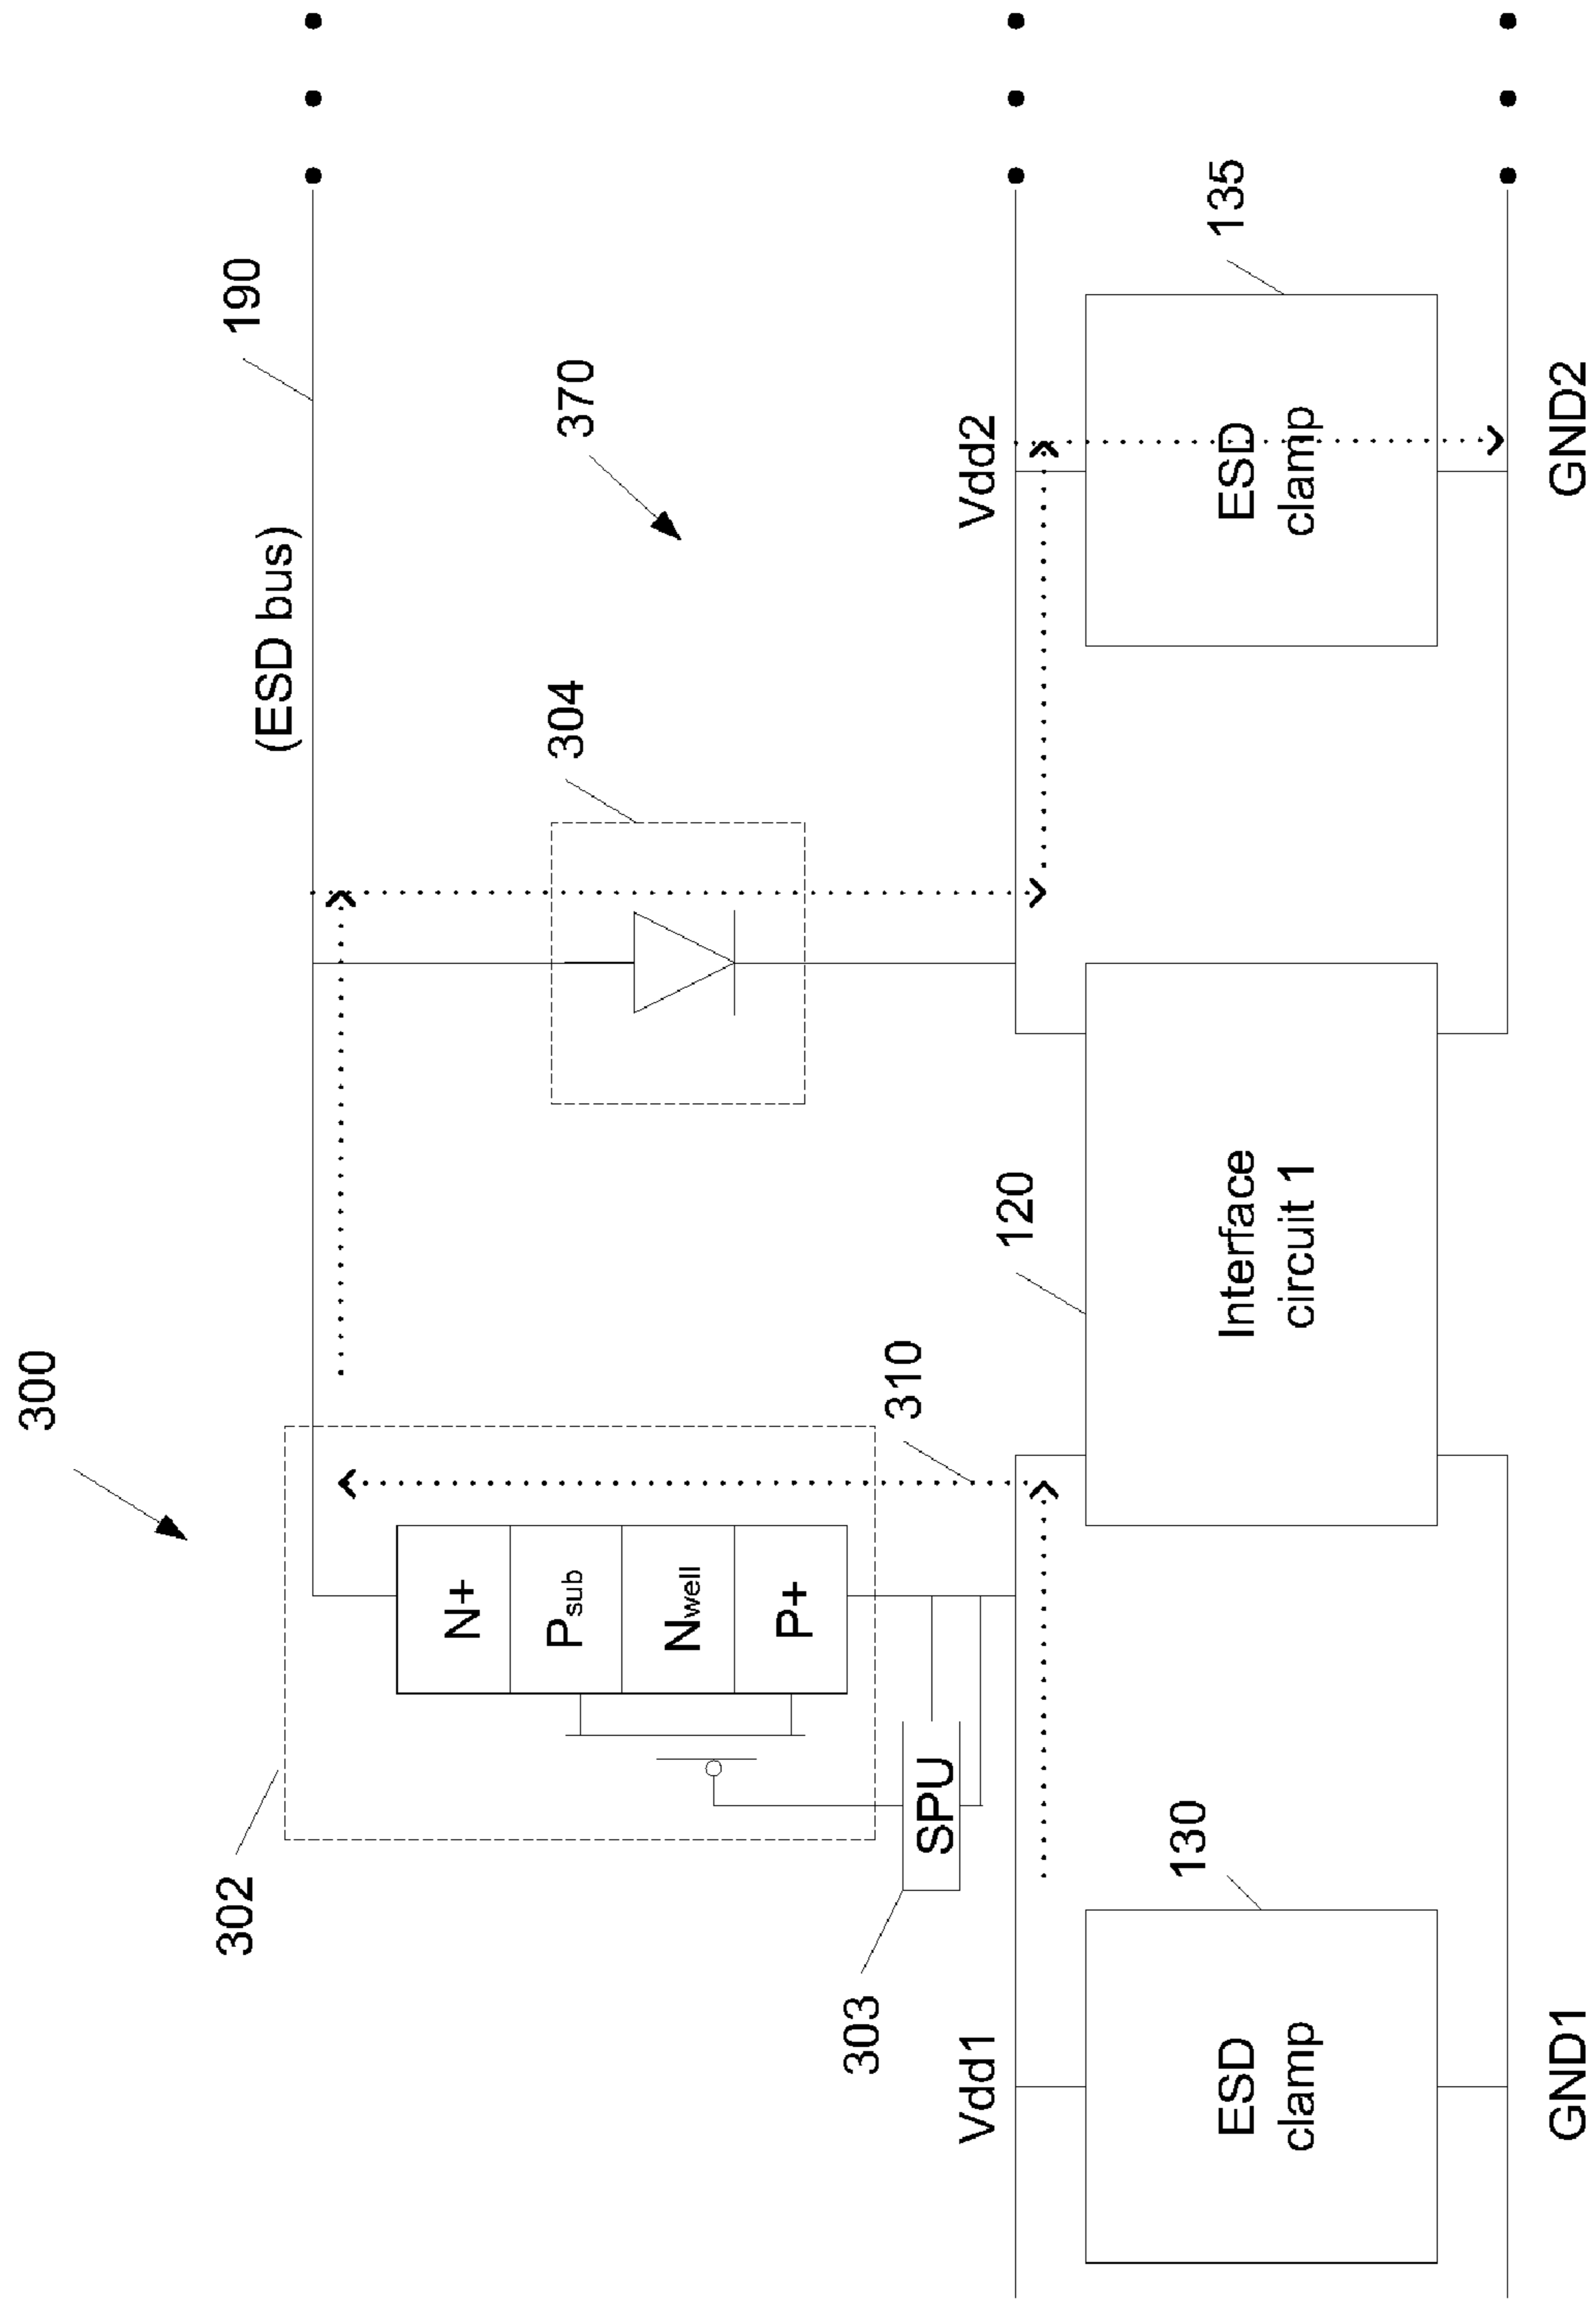 300
190
(ESD bus)
302
N+
Psub
Nwell
P+
304
370
303
SPU
310
Vdd1
120
Vdd2
130
135
ESD
clamp
Interface
circuit 1
ESD
clamp
GND1
GND2